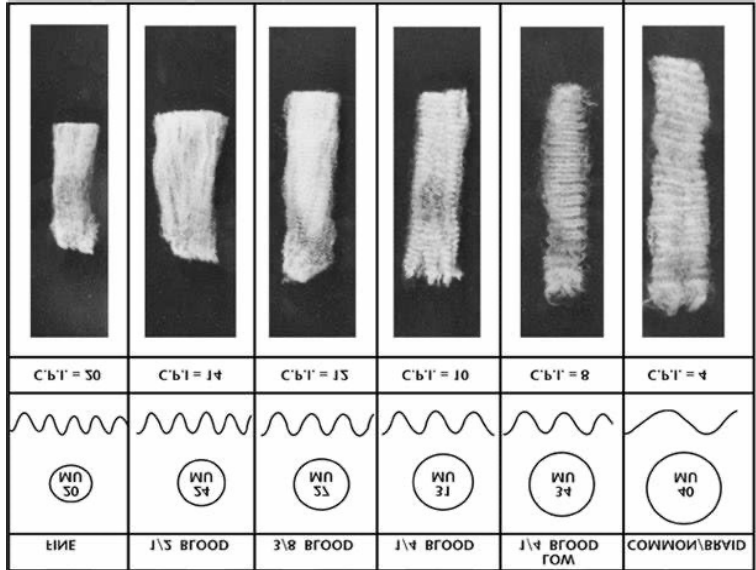 FINE
1/2 BLOOD
3/8 BLOOD
1/4 BLOOD
LOW
1/4 BLOOD
COMMON/BRAID
20
MU
24
MU
27
MU
31
MU
34
MU
40
MU
C.P.I. = 20
C.P.I = 14
C.P.I. = 12
C.P.I. = 10
C.P.I. = 8
C.P.I. = 4